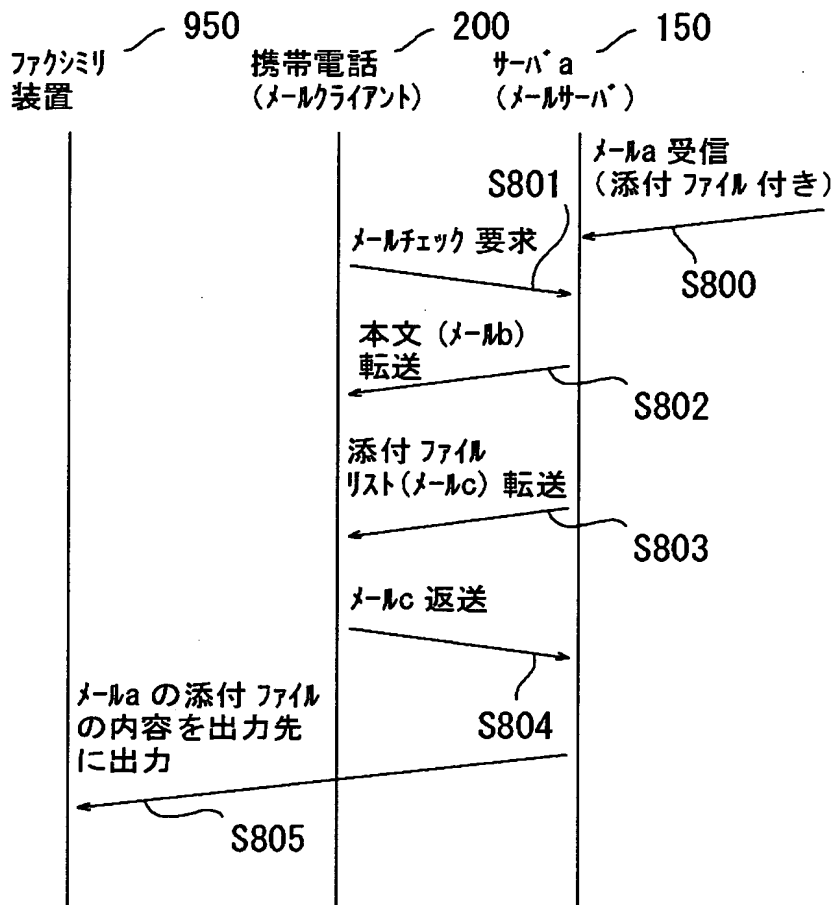 950
200
150
ファクシミリ
装置
携帯電話
(メールクライアント)
サーバa
(メールサーバ)
メールa 受信
(添付 ファイル 付き)
S801
S800
メールチェック 要求
本文 (メールb)
転送
S802
添付 ファイル
リスト(メールc) 転送
S803
メールc 返送
S804
メールa の添付 ファイル
の内容を出力先
に出力
S805